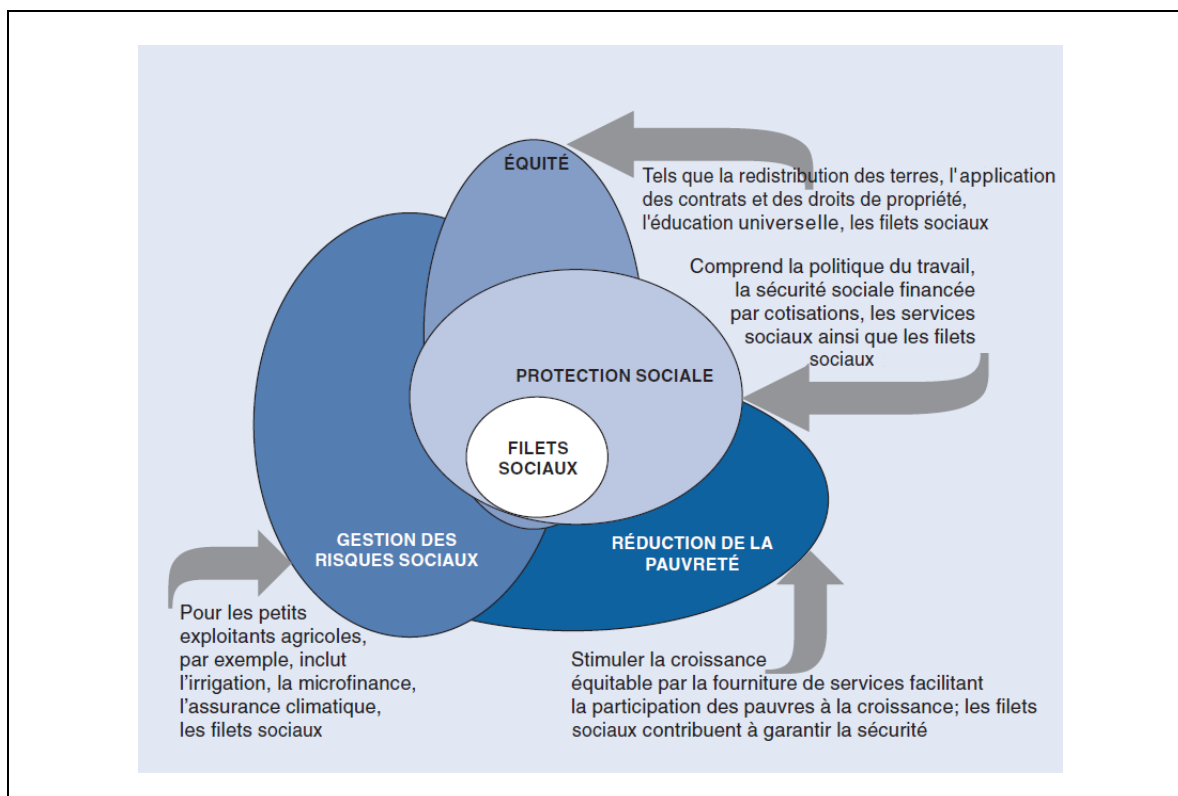 ÉQUITÉ
Tels que la redistribution des terres, l'application
des contrats et des droits de propriété,
l'éducation universelle, les filets sociaux
Comprend la politique du travail,
la sécurité sociale financée
par cotisations, les services
sociaux ainsi que les filets
sociaux
PROTECTION SOCIALE
FILETS
SOCIAUX
GESTION DES
RISQUES SOCIAUX
RÉDUCTION DE LA
PAUVRETÉ
Pour les petits
exploitants agricoles,
par exemple, inclut
l'irrigation, la microfinance,
l'assurance climatique,
les filets sociaux
Stimuler la croissance
équitable par la fourniture de services facilitant
la participation des pauvres à la croissance; les filets
sociaux contribuent à garantir la sécurité